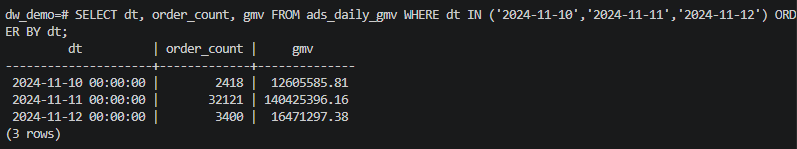 dw_demo=# SELECT dt, order_count, gmv FROM ads_daily_gmv WHERE dt IN ('2024-11-10','2024-11-11','2024-11-12') ORD
ER BY dt;
         dt          | order_count |     gmv
---------------------+-------------+--------------
 2024-11-10 00:00:00 |        2418 |  12605585.81
 2024-11-11 00:00:00 |       32121 | 140425396.16
 2024-11-12 00:00:00 |        3400 |  16471297.38
(3 rows)